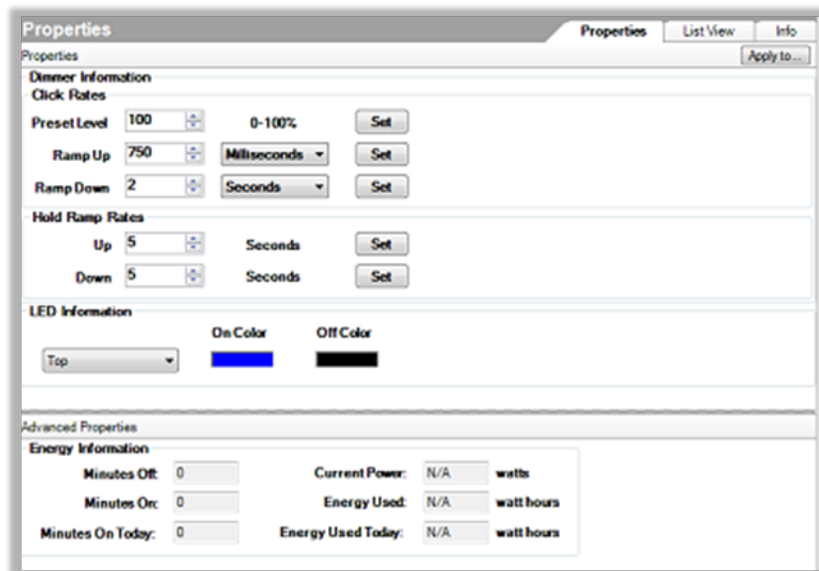 Properties Properties List View Info
Properties Apply to...
Dimmer Information
Click Rates
Preset Level 100 0-100% Set
Ramp Up 750 Milliseconds Set
Ramp Down 2 Seconds Set
Hold Ramp Rates
Up 5 Seconds Set
Down 5 Seconds Set
LED Information
On Color Off Color
Top
Advanced Properties
Energy Information
Minutes Off: 0 Current Power: N/A watts
Minutes On: 0 Energy Used: N/A watt hours
Minutes On Today: 0 Energy Used Today: N/A watt hours